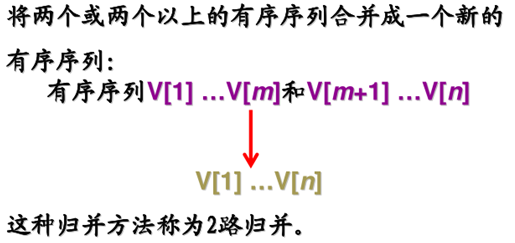 将两个或两个以上的有序序列合并成一个新的
有序序列:
有序序列V[1] …V[m]和V[m+1] …V[n]
V[1] …V[n]
这种归并方法称为2路归并。